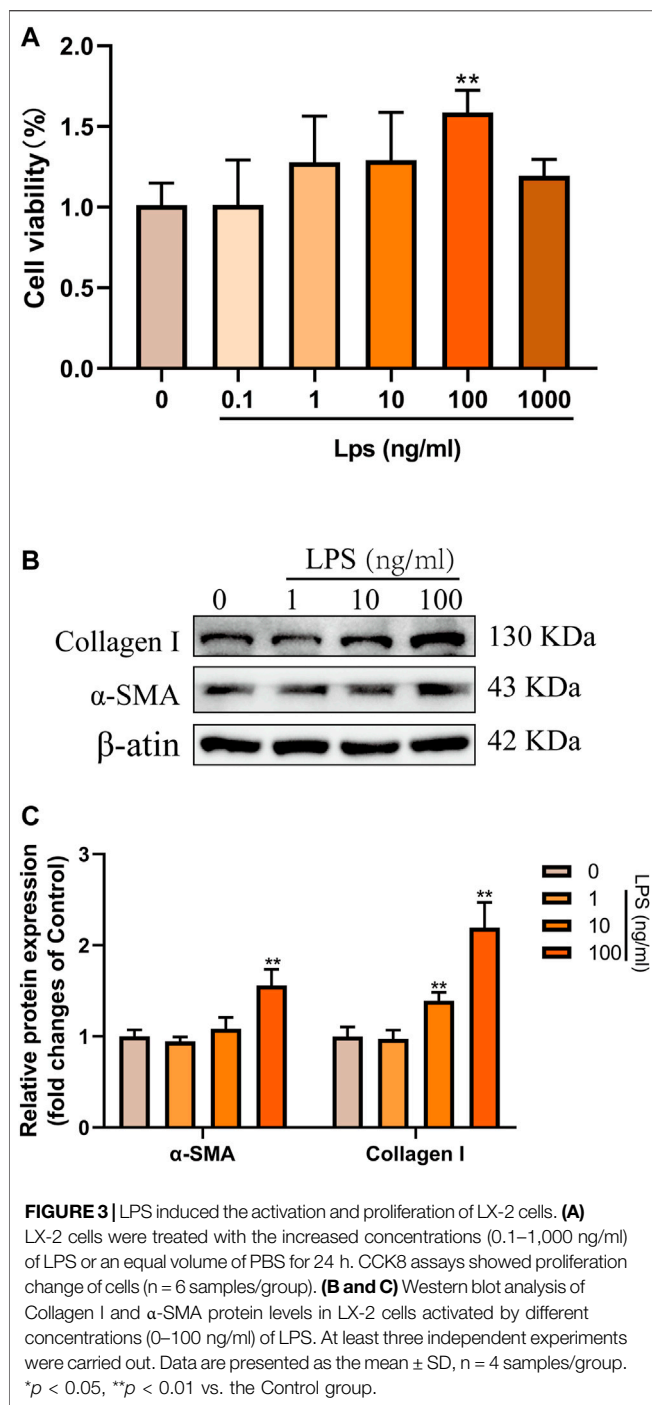 A
Cell viability (%)
2.0
1.5
1.0
0.5
0.0
**
0 0.1 1 10 100 1000
Lps (ng/ml)
B
LPS (ng/ml)
0 1 10 100
Collagen I 130 KDa
α-SMA 43 KDa
β-atin 42 KDa
C
Relative protein expression
(fold changes of Control)
3
2
1
0
**
**
**
α-SMA Collagen I
0
1
10
100
LPS
(ng/ml)
FIGURE 3 | LPS induced the activation and proliferation of LX-2 cells. (A)
LX-2 cells were treated with the increased concentrations (0.1–1,000 ng/ml)
of LPS or an equal volume of PBS for 24 h. CCK8 assays showed proliferation
change of cells (n = 6 samples/group). (B and C) Western blot analysis of
Collagen I and α-SMA protein levels in LX-2 cells activated by different
concentrations (0–100 ng/ml) of LPS. At least three independent experiments
were carried out. Data are presented as the mean ± SD, n = 4 samples/group.
*p < 0.05, **p < 0.01 vs. the Control group.